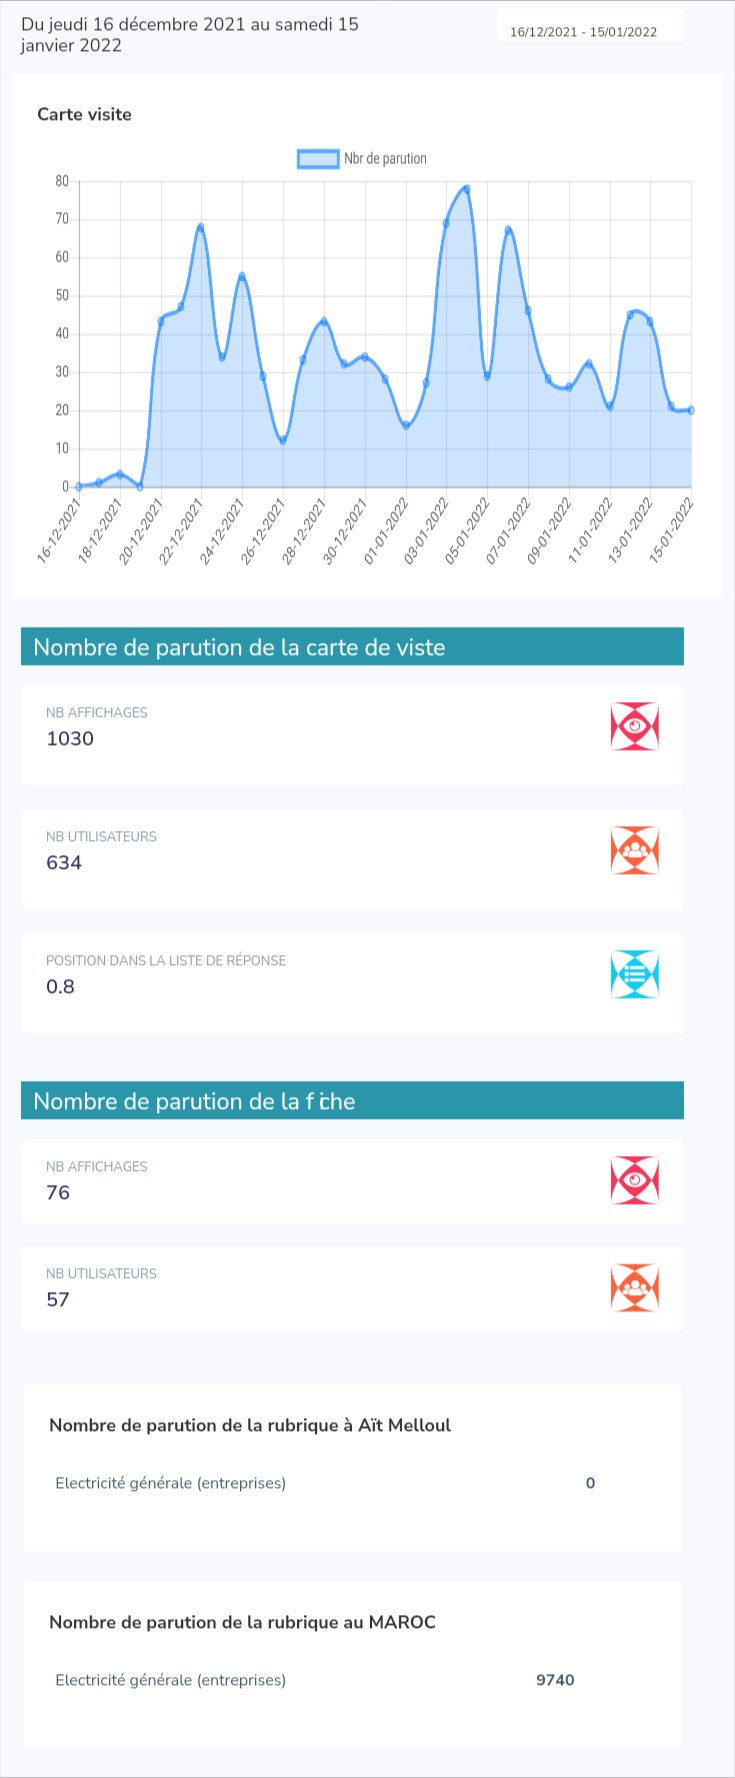 Du jeudi 16 décembre 2021 au samedi 15
janvier 2022
16/12/2021 - 15/01/2022
Carte visite
Nbr de parution
80
70
60
50
40
30
20
10
0
16-12-2021
18-12-2021
20-12-2021
22-12-2021
24-12-2021
26-12-2021
28-12-2021
30-12-2021
01-01-2022
03-01-2022
05-01-2022
07-01-2022
09-01-2022
11-01-2022
13-01-2022
15-01-2022
Nombre de parution de la carte de viste
NB AFFICHAGES
1030
NB UTILISATEURS
634
POSITION DANS LA LISTE DE RÉPONSE
0.8
Nombre de parution de la fiche
NB AFFICHAGES
76
NB UTILISATEURS
57
Nombre de parution de la rubrique à Aït Melloul
Electricité générale (entreprises) 0
Nombre de parution de la rubrique au MAROC
Electricité générale (entreprises) 9740